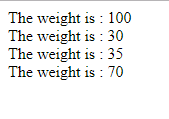 The weight is : 100
The weight is : 30
The weight is : 35
The weight is : 70